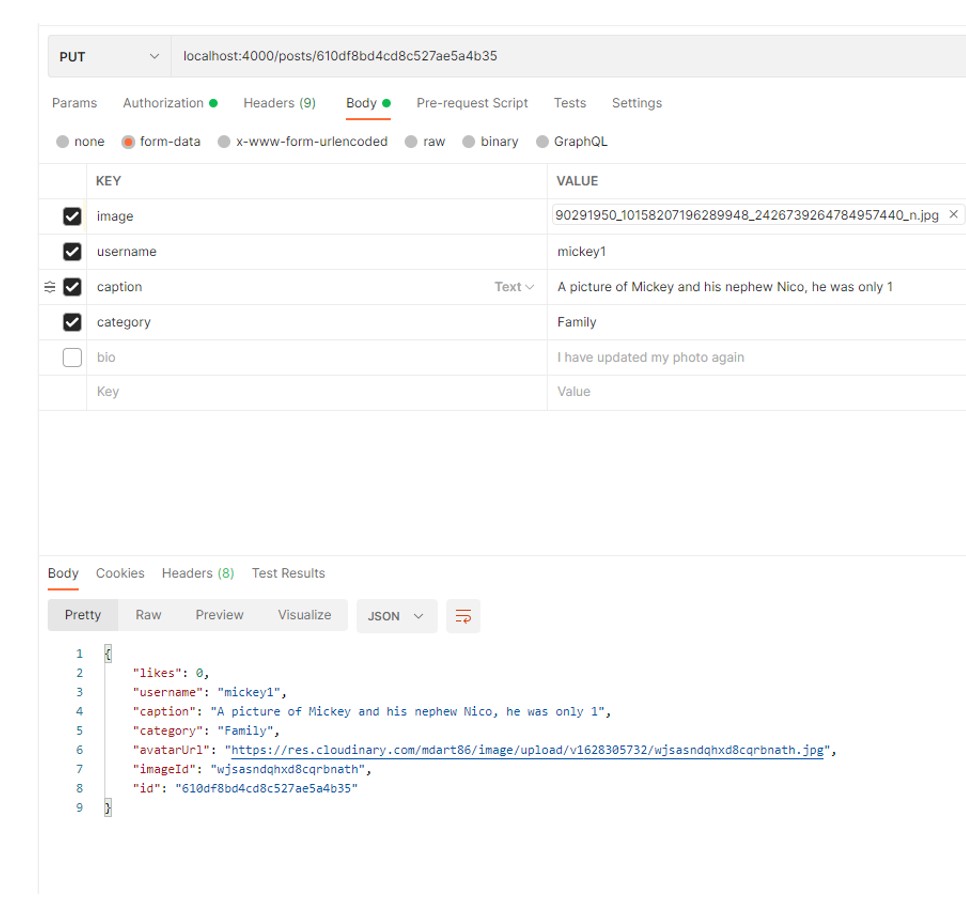 PUT localhost:4000/posts/610df8bd4cd8c527ae5a4b35
Params Authorization Headers (9) Body Pre-request Script Tests Settings
none form-data x-www-form-urlencoded raw binary GraphQL
KEY VALUE
image 90291950_10158207196289948_2426739264784957440_n.jpg ×
username mickey1
caption Text A picture of Mickey and his nephew Nico, he was only 1
category Family
bio I have updated my photo again
Key Value
Body Cookies Headers (8) Test Results
Pretty Raw Preview Visualize JSON
1 {
2 "likes": 0,
3 "username": "mickey1",
4 "caption": "A picture of Mickey and his nephew Nico, he was only 1",
5 "category": "Family",
6 "avatarUrl": "https://res.cloudinary.com/mdart86/image/upload/v1628305732/wjsasndqhxd8cqrbnath.jpg",
7 "imageId": "wjsasndqhxd8cqrbnath",
8 "id": "610df8bd4cd8c527ae5a4b35"
9 }